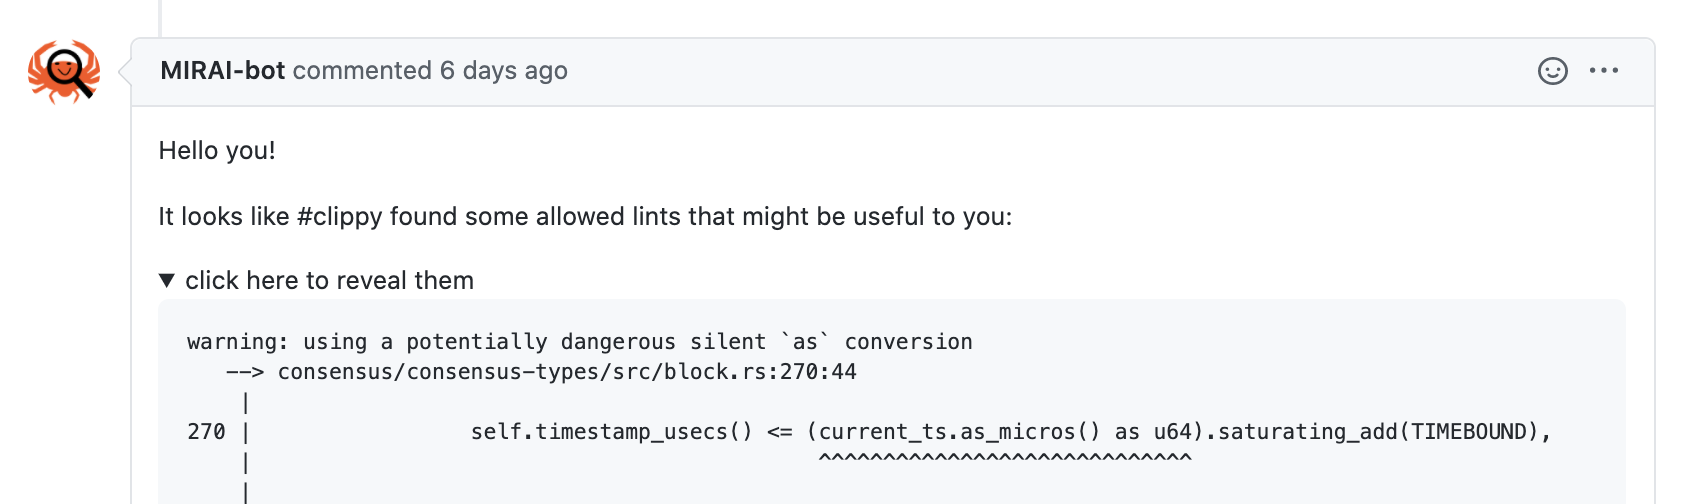 MIRAI-bot commented 6 days ago
Hello you!
It looks like #clippy found some allowed lints that might be useful to you:
▼ click here to reveal them
warning: using a potentially dangerous silent `as` conversion
   --> consensus/consensus-types/src/block.rs:270:44
    |
270 |                 self.timestamp_usecs() <= (current_ts.as_micros() as u64).saturating_add(TIMEBOUND),
    |                                            ^^^^^^^^^^^^^^^^^^^^^^^^^^^^^
    |